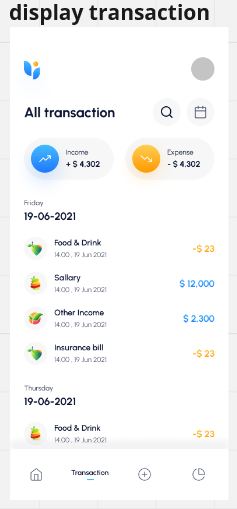 display transaction
All transaction
Income
+ $ 4.302
Expense
- $ 4.302
Friday
19-06-2021
Food & Drink
-$ 23
14.00 , 19 Jun 2021
Sallary
$ 12,000
14.00 , 19 Jun 2021
Other Income
$ 2,300
14.00 , 19 Jun 2021
Insurance bill
-$ 23
14.00 , 19 Jun 2021
Thursday
19-06-2021
Food & Drink
-$ 23
14.00 , 19 Jun 2021
Transaction